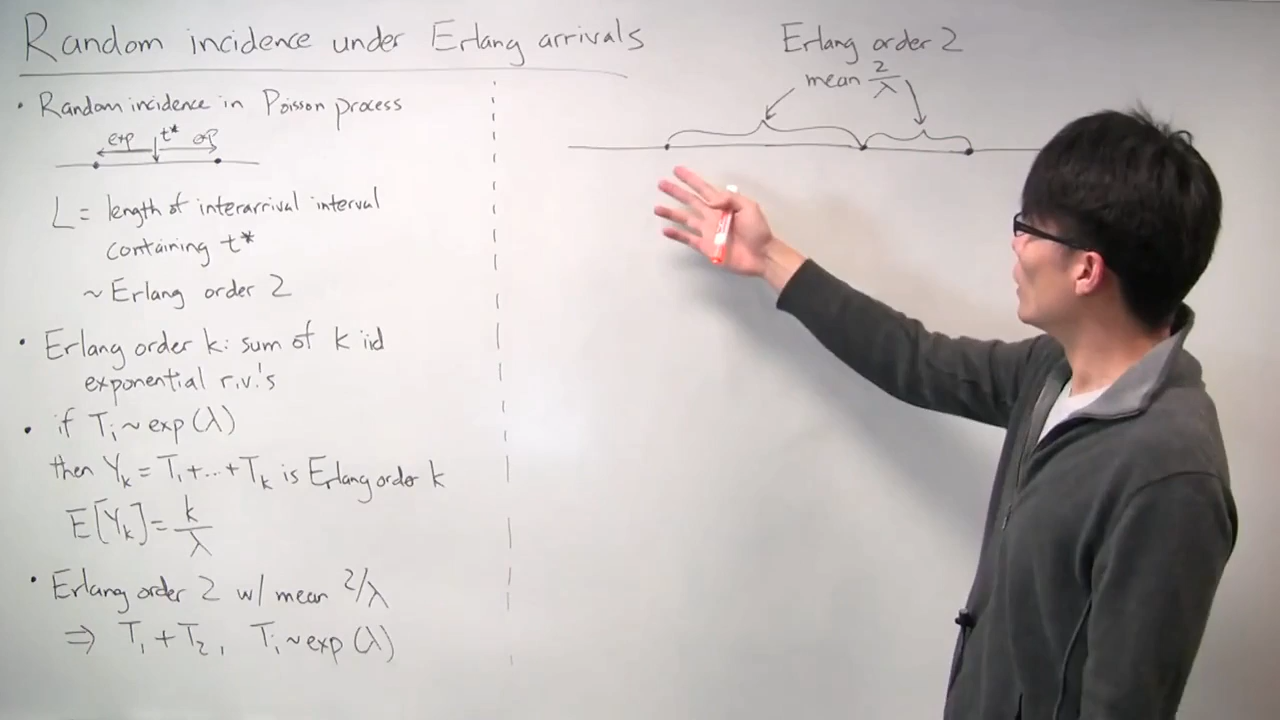 Random incidence under Erlang arrivals
• Random incidence in Poisson process
exp t* exp
L = length of interarrival interval
containing t*
~ Erlang order 2
• Erlang order k: sum of k iid
exponential r.v.'s
• if Tᵢ ~ exp(λ)
then Yₖ = T₁ + ... + Tₖ is Erlang order k
E[Yₖ] = k/λ
• Erlang order 2 w/ mean 2/λ
⇒ T₁ + T₂, Tᵢ ~ exp(λ)
Erlang order 2
mean 2/λ